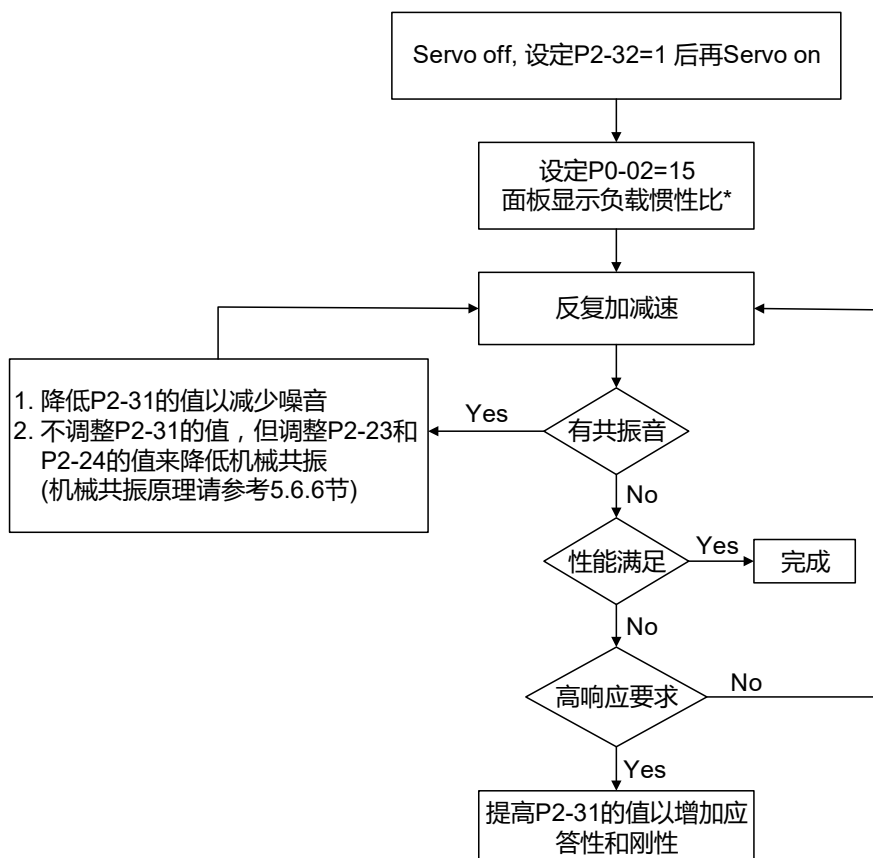 Servo off, 设定P2-32=1 后再Servo on
设定P0-02=15
面板显示负载惯性比*
反复加减速
1. 降低P2-31的值以减少噪音
2. 不调整P2-31的值，但调整P2-23和
P2-24的值来降低机械共振
(机械共振原理请参考5.6.6节)
Yes
有共振音
No
性能满足
Yes
完成
No
高响应要求
No
Yes
提高P2-31的值以增加应
答性和刚性